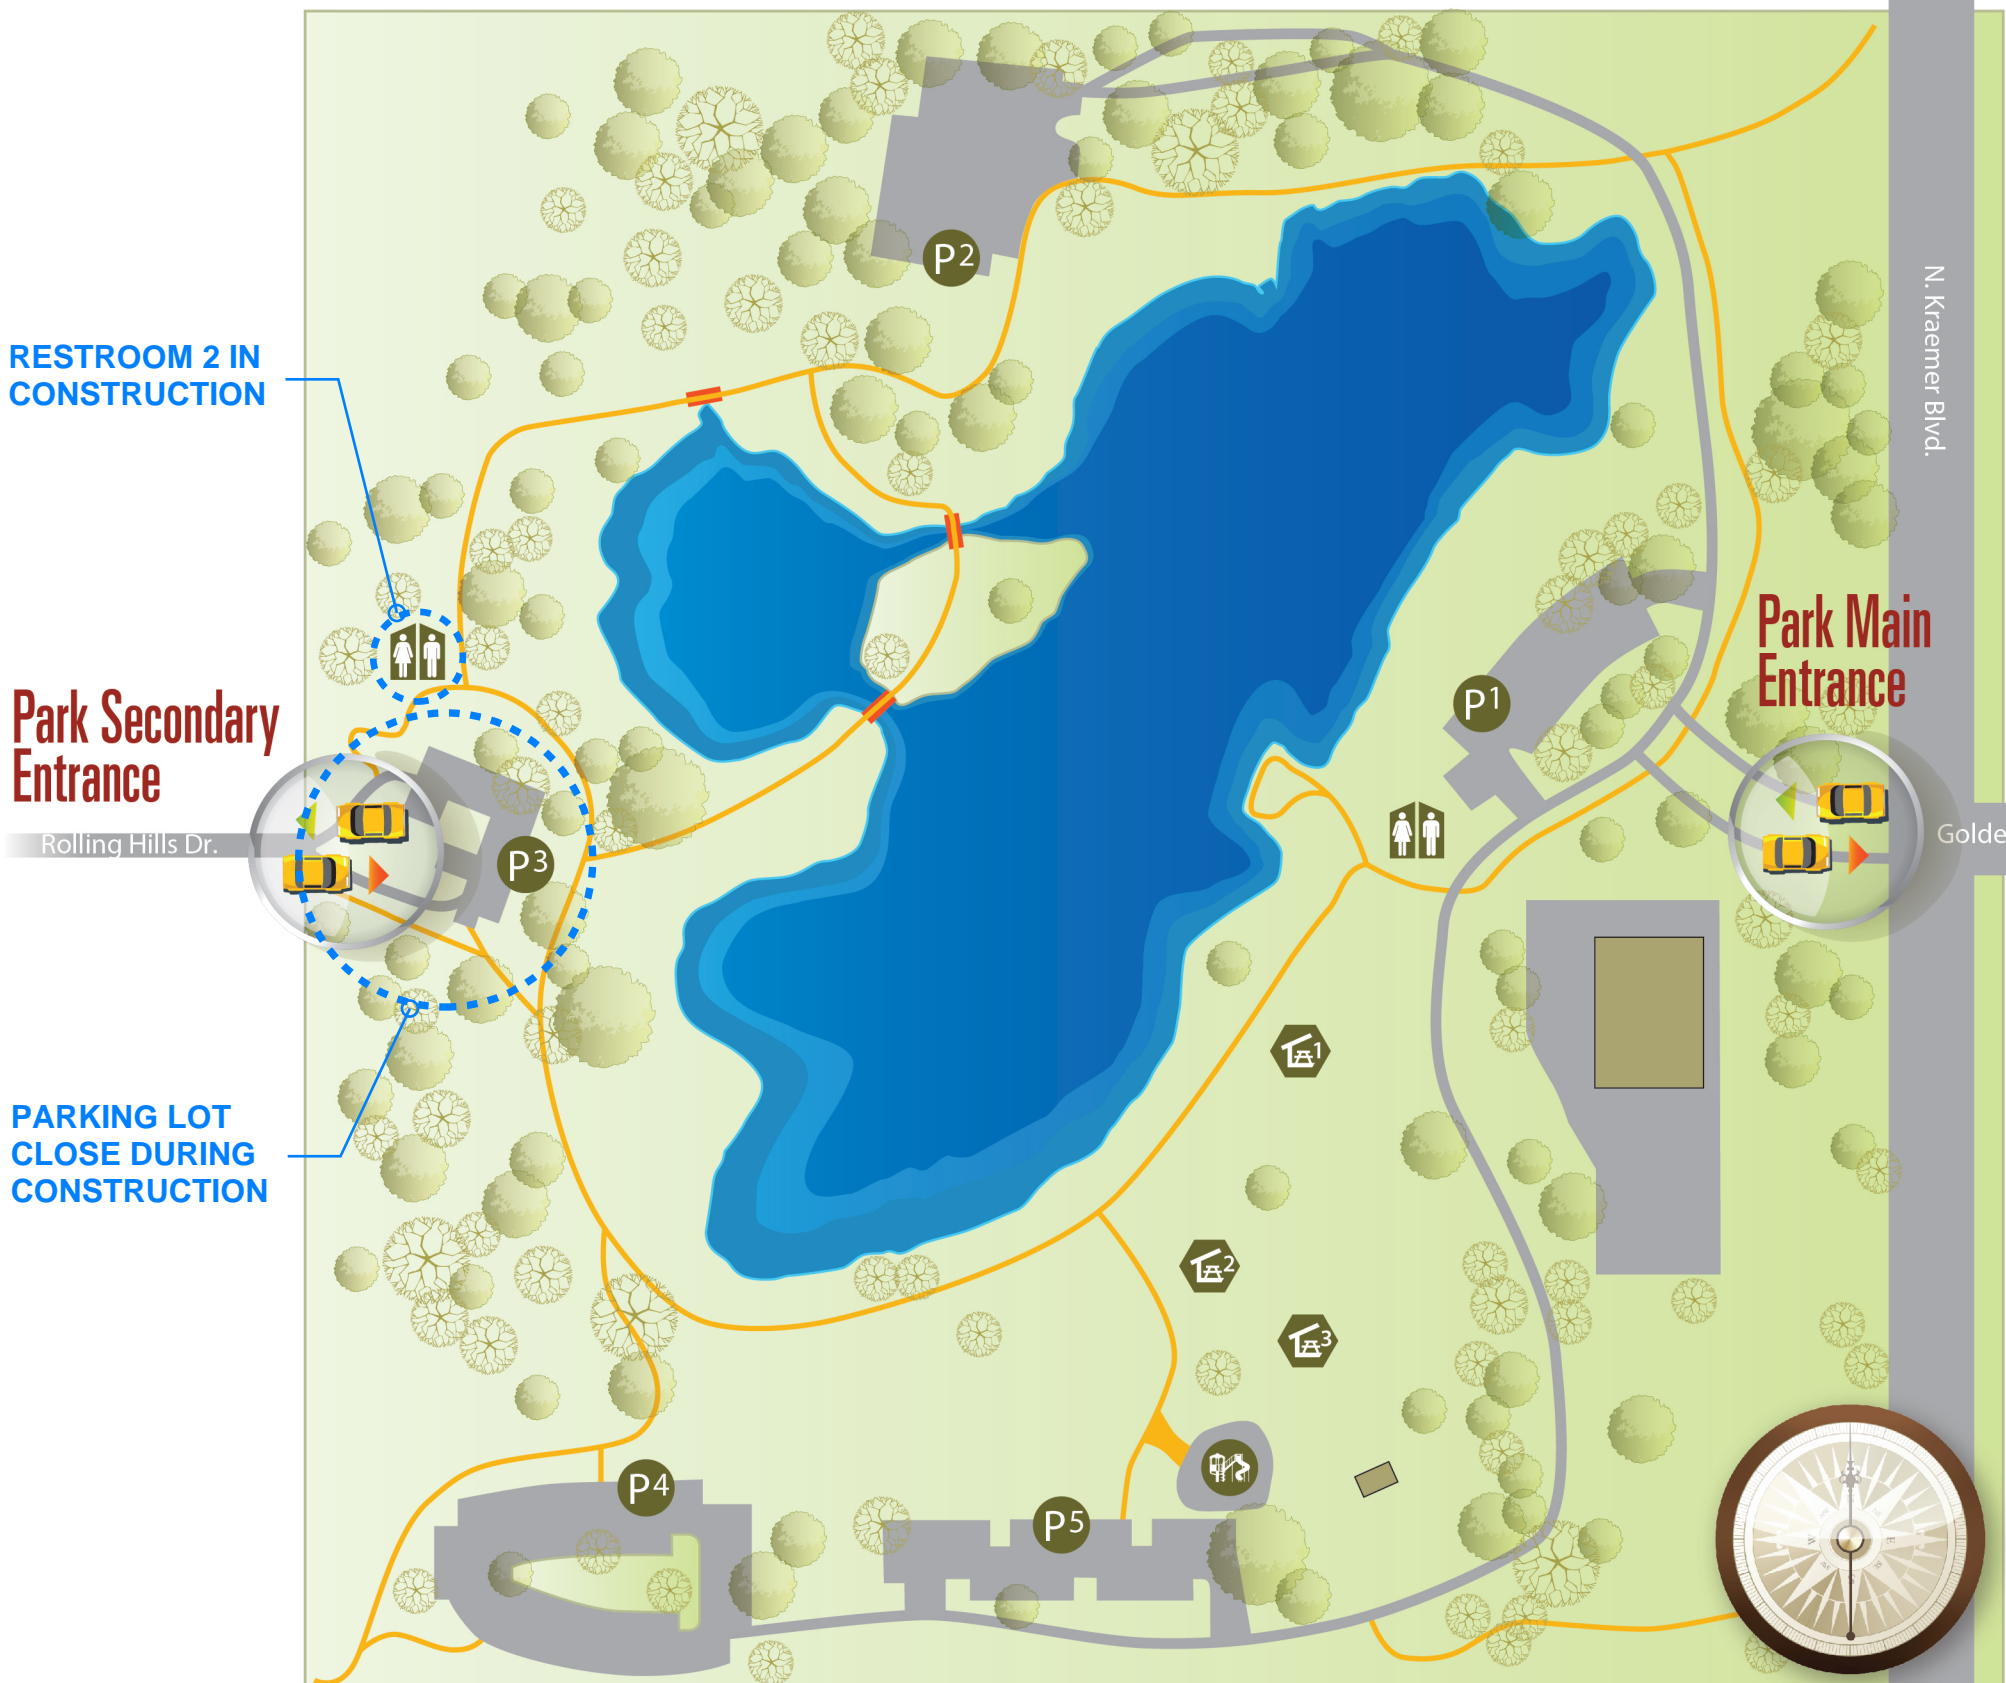 P2
N. Kraemer Blvd.
RESTROOM 2 IN
CONSTRUCTION
Park Main
Entrance
P1
Park Secondary
Entrance
Rolling Hills Dr.
P3
Golde
1
PARKING LOT
CLOSE DURING
CONSTRUCTION
2
3
P4
P5
E
S
W